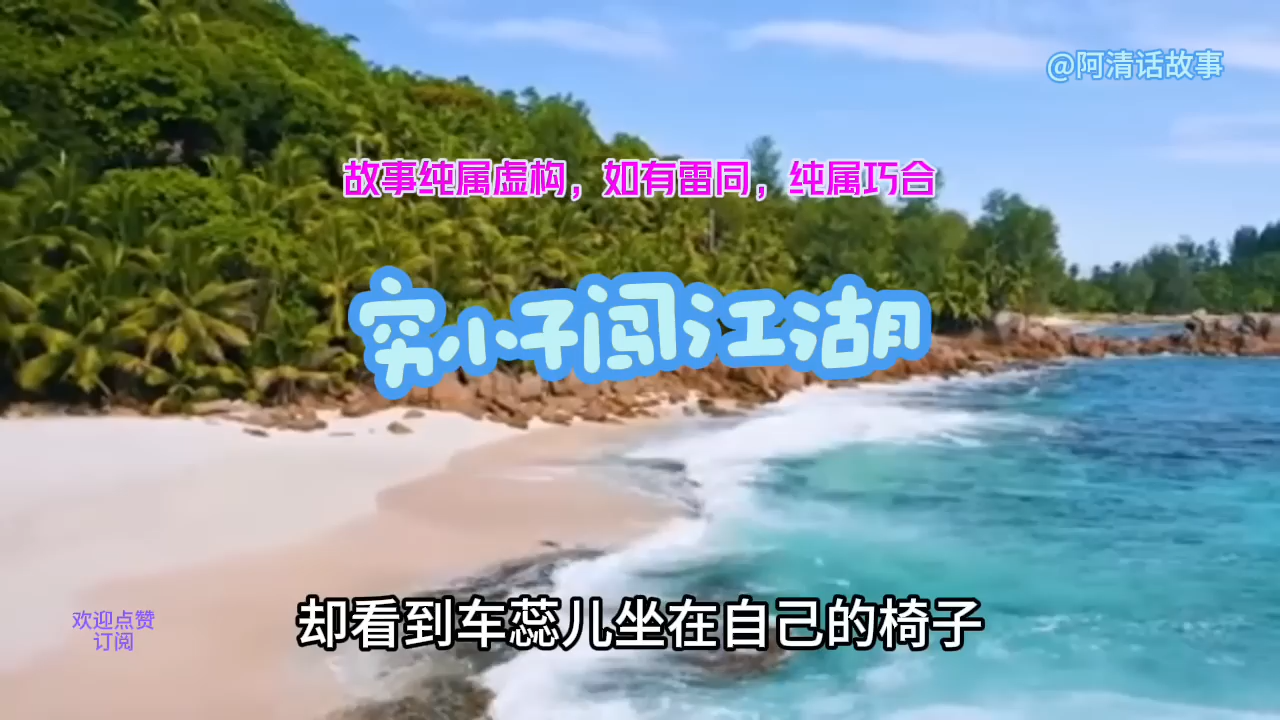 @阿清话故事
故事纯属虚构，如有雷同，纯属巧合
穷小子闯江湖
欢迎点赞
订阅
却看到车蕊儿坐在自己的椅子